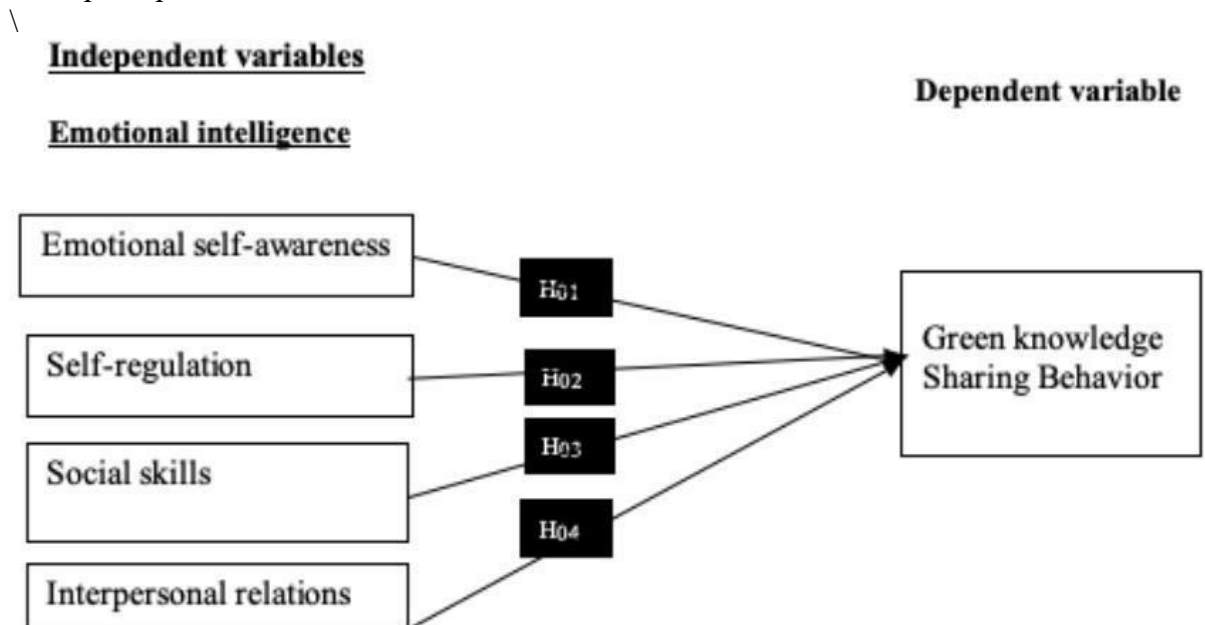 \
Independent variables
Dependent variable
Emotional intelligence
Emotional self-awareness
H01
Self-regulation
H02
Social skills
H03
Interpersonal relations
H04
Green knowledge
Sharing Behavior